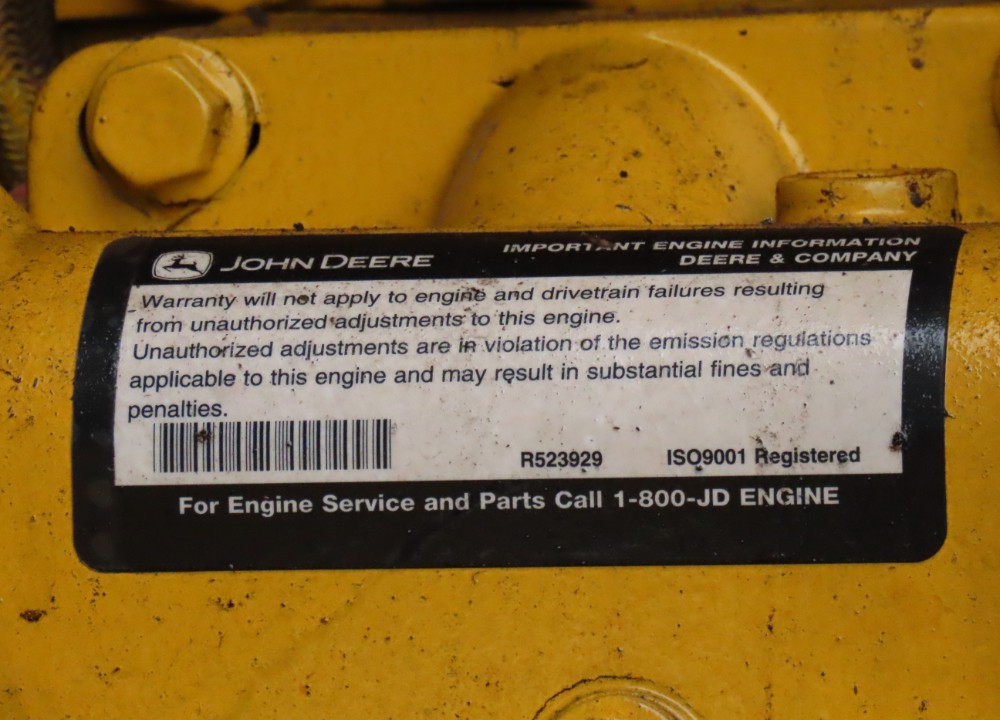 JOHN DEERE
IMPORTANT ENGINE INFORMATION
DEERE & COMPANY
Warranty will not apply to engine and drivetrain failures resulting
from unauthorized adjustments to this engine.
Unauthorized adjustments are in violation of the emission regulations
applicable to this engine and may result in substantial fines and
penalties.
R523929 ISO9001 Registered
For Engine Service and Parts Call 1-800-JD ENGINE